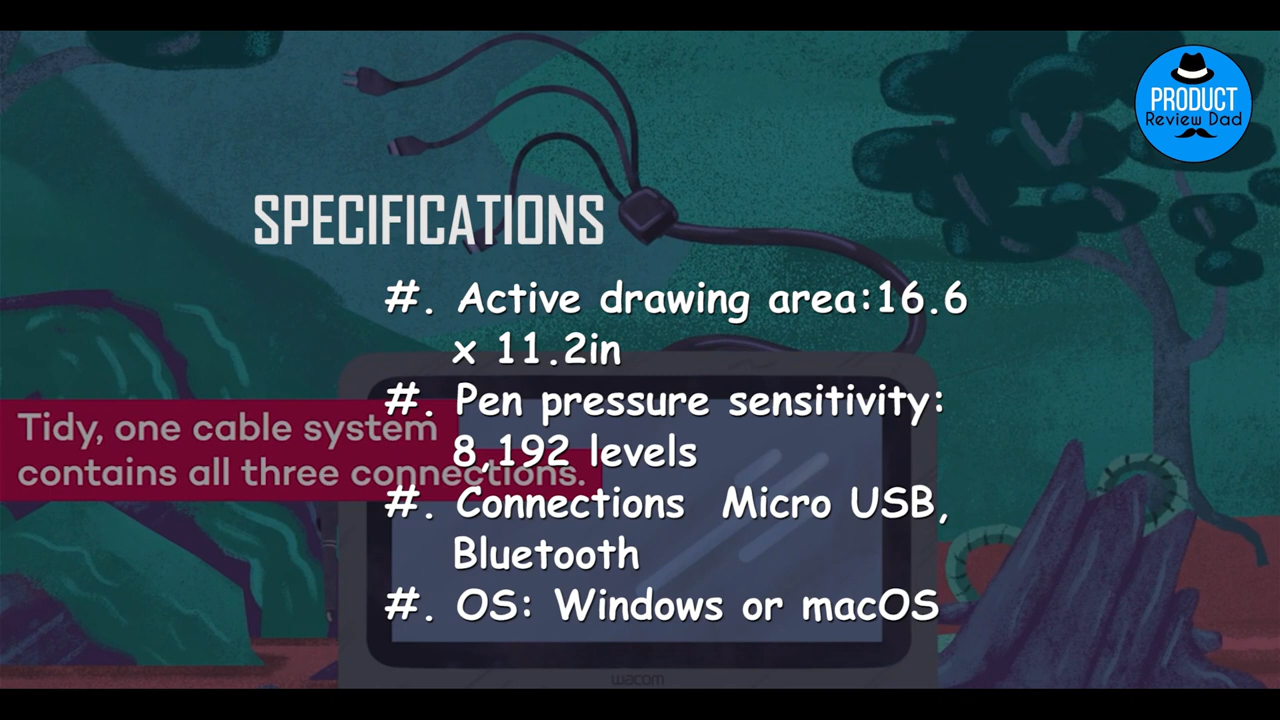 PRODUCT
Review Dad
SPECIFICATIONS
#. Active drawing area:16.6
x 11.2in
#. Pen pressure sensitivity:
8,192 levels
#. Connections  Micro USB,
Bluetooth
#. OS: Windows or macOS
Tidy, one cable system
contains all three connections.
wacom